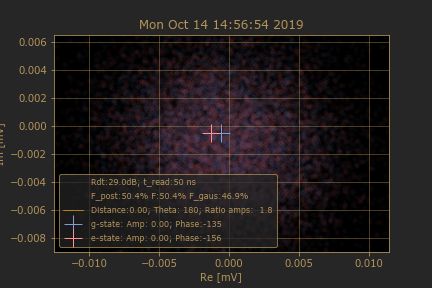 Mon Oct 14 14:56:54 2019
0.006
0.004
0.002
0.000
−0.002
−0.004
−0.006
−0.008
Rdt:29.0dB; t_read:50 ns
F_post:50.4% F:50.4% F_gaus:46.9%
Distance:0.00; Theta: 180; Ratio amps: 1.8
g-state: Amp: 0.00; Phase:-135
e-state: Amp: 0.00; Phase:-156
−0.010 −0.005 0.000 0.005 0.010
Re [mV]